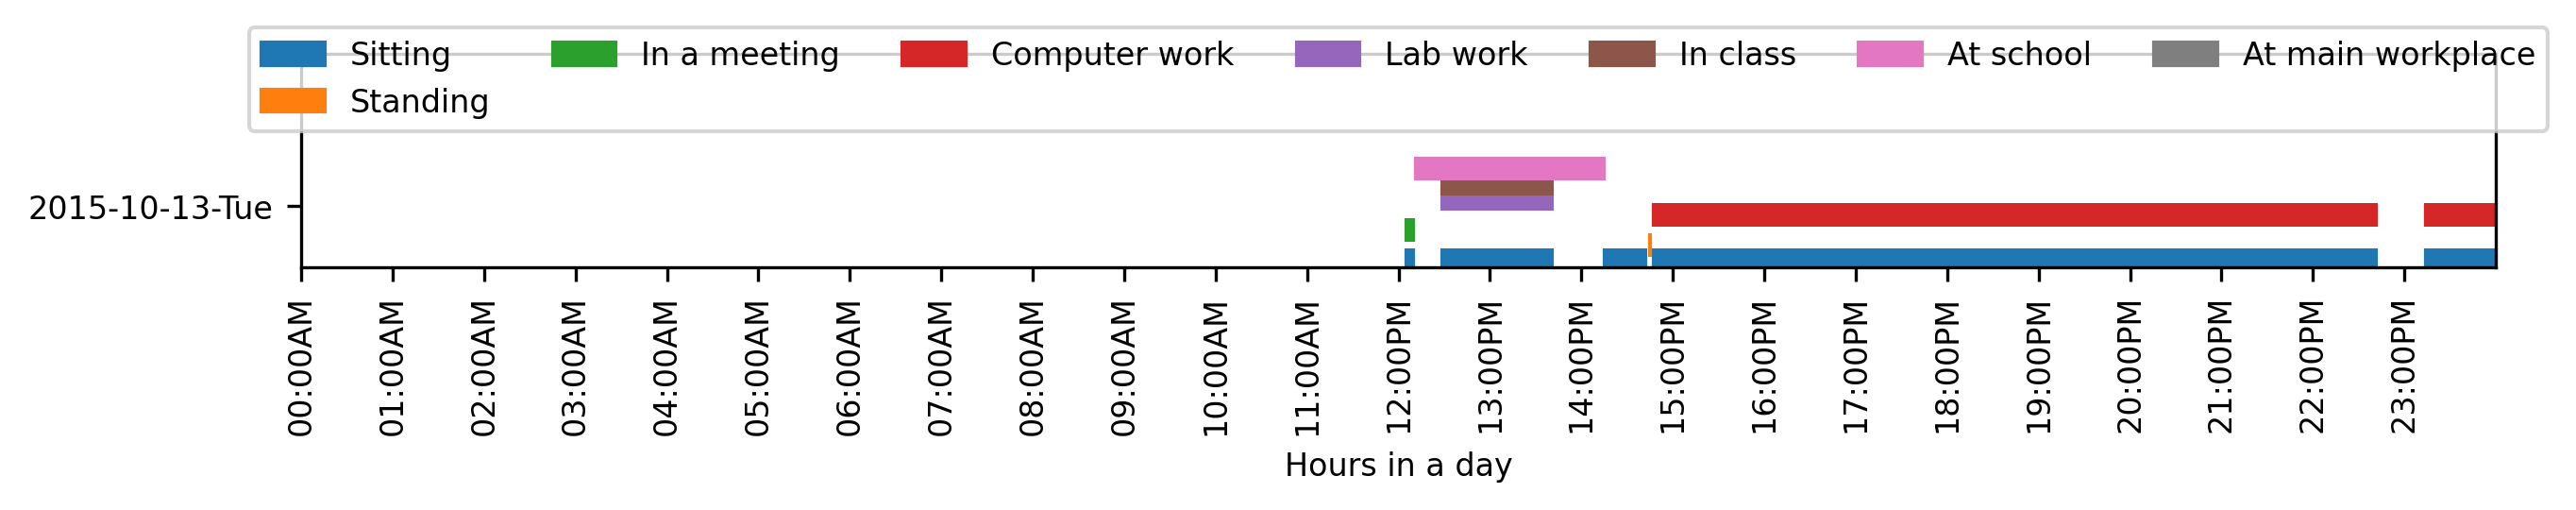 Sitting In a meeting Computer work Lab work In class At school At main workplace
Standing
2015-10-13-Tue
00:00AM 01:00AM 02:00AM 03:00AM 04:00AM 05:00AM 06:00AM 07:00AM 08:00AM 09:00AM 10:00AM 11:00AM 12:00PM 13:00PM 14:00PM 15:00PM 16:00PM 17:00PM 18:00PM 19:00PM 20:00PM 21:00PM 22:00PM 23:00PM
Hours in a day